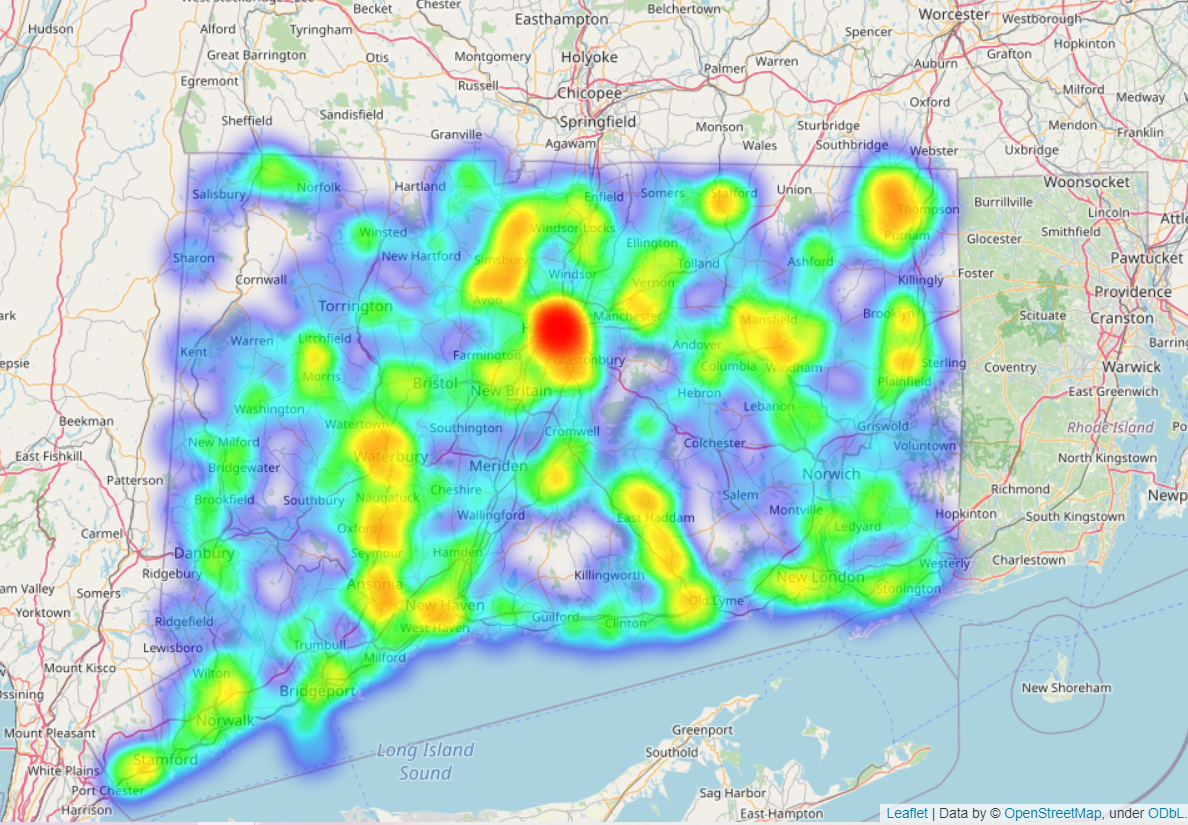 Becket
Chester
Belchertown
Worcester
Hudson
Alford
Tyringham
Easthampton
Westborough
Spencer
Hopkinton
Great Barrington
Otis
Montgomery
Holyoke
Palmer
Warren
Auburn
Grafton
Egremont
Russell
Chicopee
Milford
Medway
Oxford
Sheffield
Sandisfield
Springfield
Monson
Sturbridge
Mendon
Franklin
Granville
Agawam
Wales
Southbridge
Webster
Uxbridge
Salisbury
Norfolk
Hartland
Enfield
Somers
Stafford
Union
Woonsocket
Burrillville
Thompson
Lincoln
Winsted
Windsor Locks
Putnam
Smithfield
Ellington
Glocester
Sharon
New Hartford
Simsbury
Tolland
Ashford
Pawtucket
Cornwall
Windsor
Vernon
Killingly
Foster
Avon
Providence
Torrington
Manchester
Mansfield
Brooklyn
Scituate
Cranston
Litchfield
Warren
Andover
Kent
Farmington
Glastonbury
Columbia
Windham
Sterling
Coventry
Warwick
Morris
Bristol
New Britain
Plainfield
Hebron
East Greenwich
Washington
Lebanon
Beekman
Watertown
Southington
Cromwell
Griswold
Rhode Island
New Milford
Colchester
Voluntown
East Fishkill
Waterbury
Meriden
Bridgewater
Norwich
North Kingstown
Patterson
Brookfield
Southbury
Naugatuck
Cheshire
Salem
Richmond
Wallingford
East Haddam
Montville
Hopkinton
South Kingstown
Carmel
Oxford
Ledyard
Danbury
Seymour
Hamden
Westerly
Charlestown
Ridgebury
Killingworth
New London
Ansonia
Somers
Stonington
Yorktown
New Haven
Old Lyme
Guilford
Ridgefield
West Haven
Clinton
Lewisboro
Trumbull
Milford
Mount Kisco
Wilton
Bridgeport
New Shoreham
Norwalk
Mount Pleasant
Greenport
Long Island
Sound
Southold
Stamford
White Plains
Port Chester
Sag Harbor
Harrison
East Hampton
Leaflet | Data by © OpenStreetMap, under ODbL.